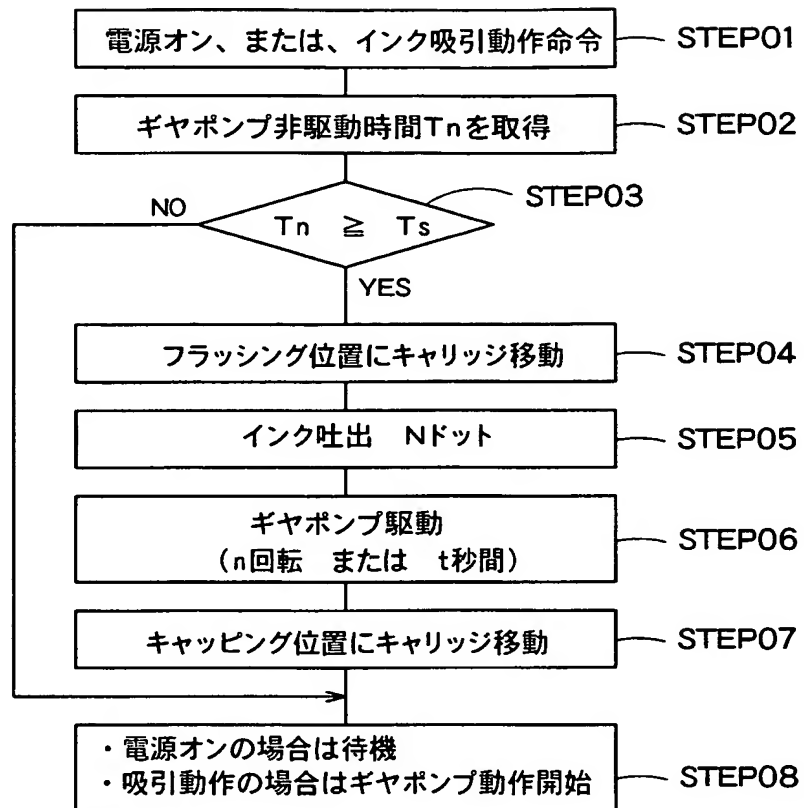 電源オン、または、インク吸引動作命令 STEP01
ギヤポンプ非駆動時間Tnを取得 STEP02
STEP03
NO
Tn ≧ Ts
YES
フラッシング位置にキャリッジ移動 STEP04
インク吐出 Nドット STEP05
ギヤポンプ駆動
(n回転 または t秒間) STEP06
キャッピング位置にキャリッジ移動 STEP07
・電源オンの場合は待機
・吸引動作の場合はギヤポンプ動作開始 STEP08